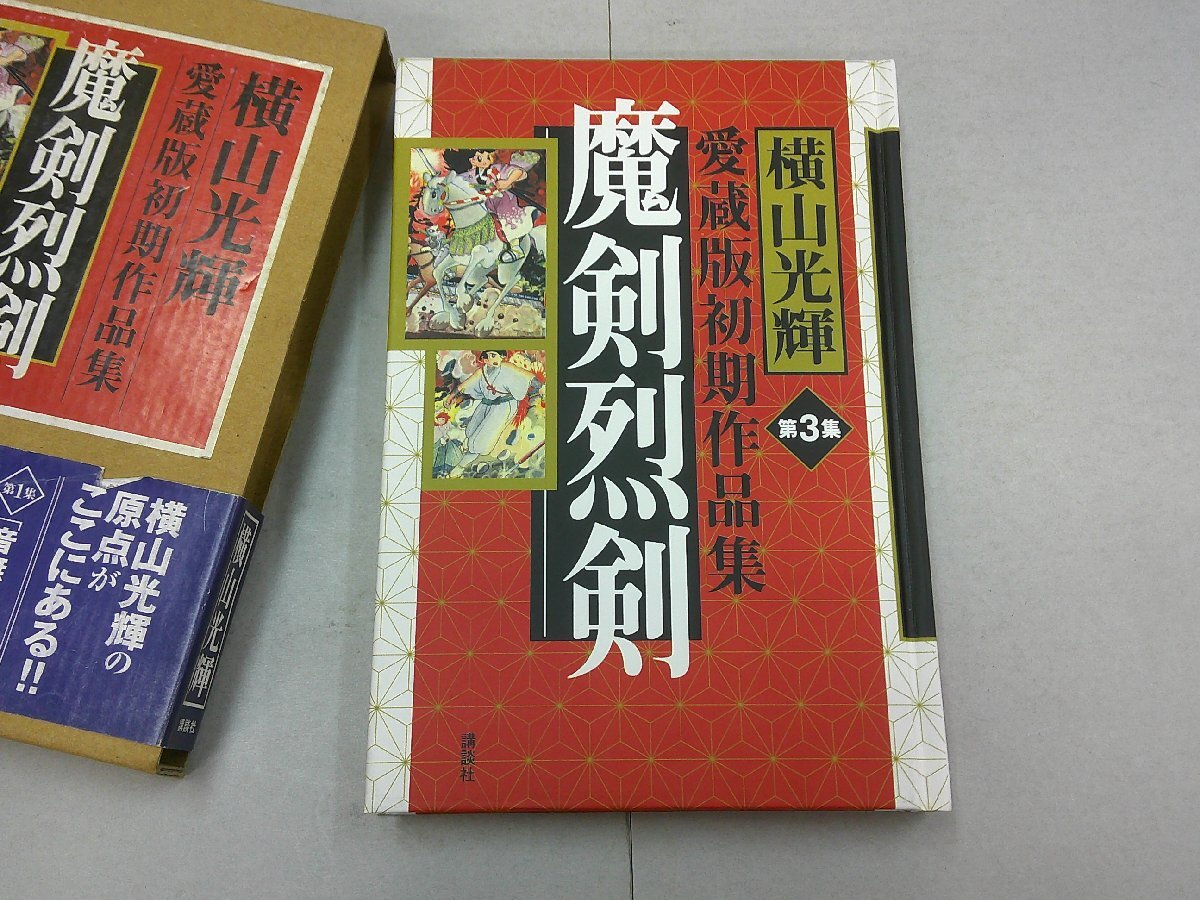 横山光輝
愛蔵版初期作品集
魔剣烈剣
第1集
横山光輝の
原点が
ここにある!!
【横山光輝】
講談社
横山光輝
第3集
愛蔵版初期作品集
魔剣烈剣
講談社